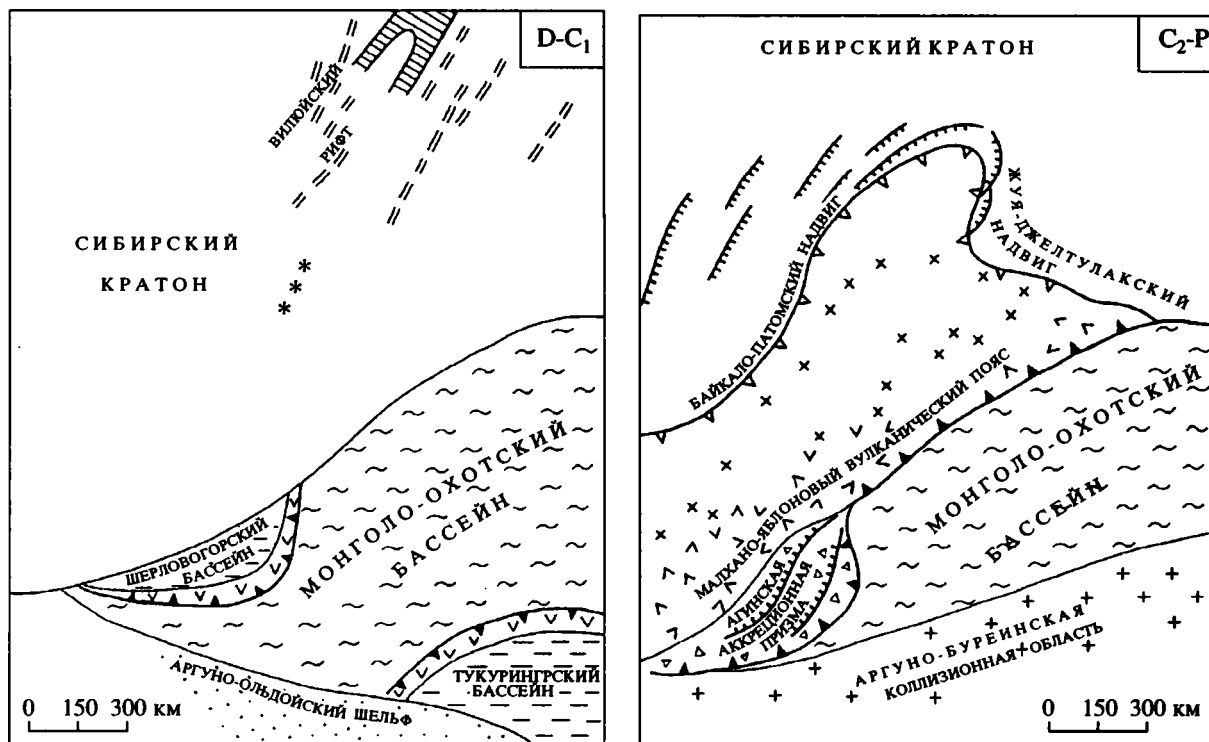 D-C₁
ВИЛЮЙСКИЙ
РИФТ
СИБИРСКИЙ
КРАТОН
МОНГОЛО-ОХОТСКИЙ
БАССЕЙН
ШЕРЛОВОГОРСКИЙ
БАССЕЙН
АРГУНО-ОЛЬДОЙСКИЙ ШЕЛЬФ
ТУКУРИНГРСКИЙ
БАССЕЙН
0 150 300 КМ
C₂-P
СИБИРСКИЙ КРАТОН
БАЙКАЛО-ПАТОМСКИЙ НАДВИГ
ЖУЯ-ДЖЕЛТУЛАКСКИЙ
НАДВИГ
МАЛХАНО-ЯБЛОНОВЫЙ ВУЛКАНИЧЕСКИЙ ПОЯС
МОНГОЛО-ОХОТСКИЙ
БАССЕЙН
АГИНСКАЯ
АККРЕЦИОННАЯ
ПРИЗМА
АРГУНО-БУРЕИНСКАЯ
КОЛЛИЗИОННАЯ ОБЛАСТЬ
0 150 300 КМ